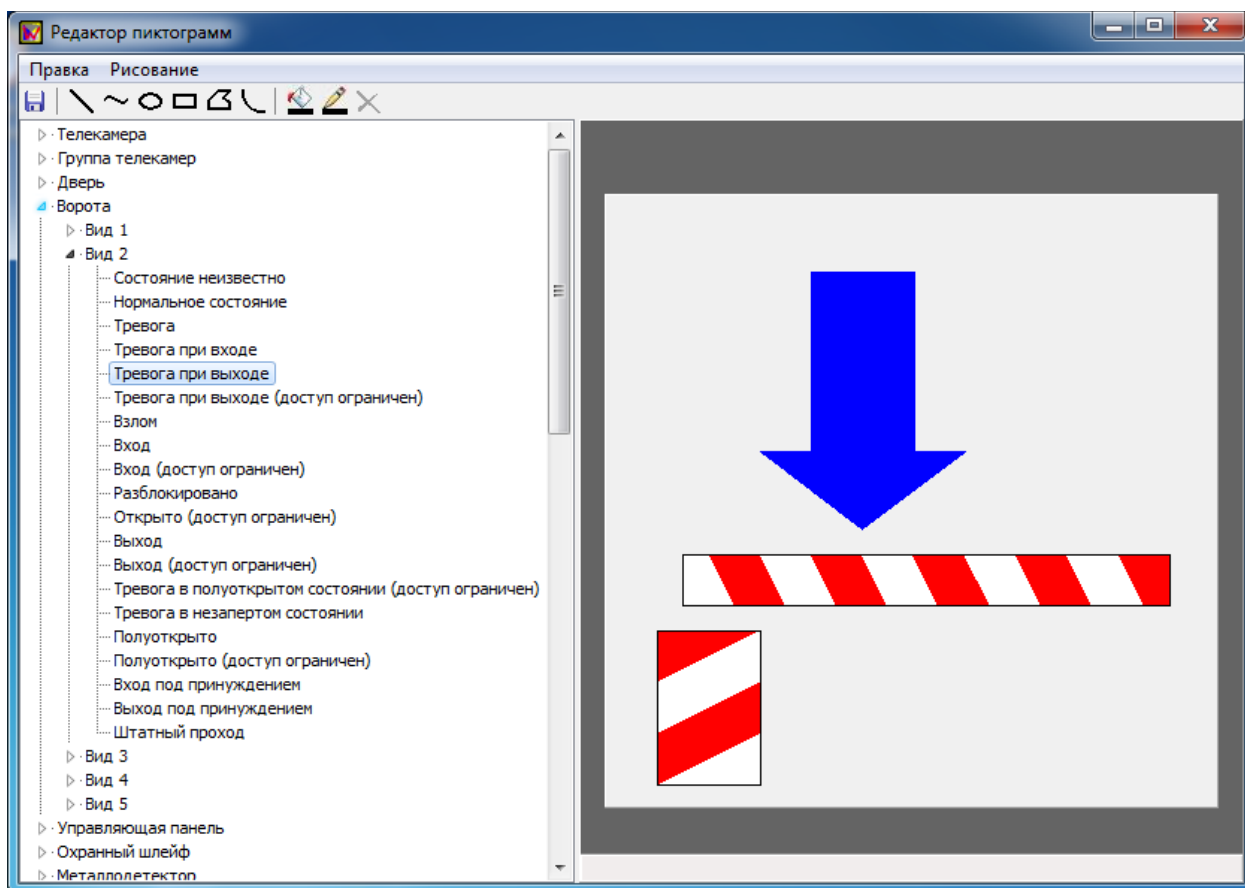 Редактор пиктограмм
Правка Рисование
Телекамера
Группа телекамер
Дверь
Ворота
Вид 1
Вид 2
Состояние неизвестно
Нормальное состояние
Тревога
Тревога при входе
Тревога при выходе
Тревога при выходе (доступ ограничен)
Взлом
Вход
Вход (доступ ограничен)
Разблокировано
Открыто (доступ ограничен)
Выход
Выход (доступ ограничен)
Тревога в полуоткрытом состоянии (доступ ограничен)
Тревога в незапертом состоянии
Полуоткрыто
Полуоткрыто (доступ ограничен)
Вход под принуждением
Выход под принуждением
Штатный проход
Вид 3
Вид 4
Вид 5
Управляющая панель
Охранный шлейф
Металлодетектор